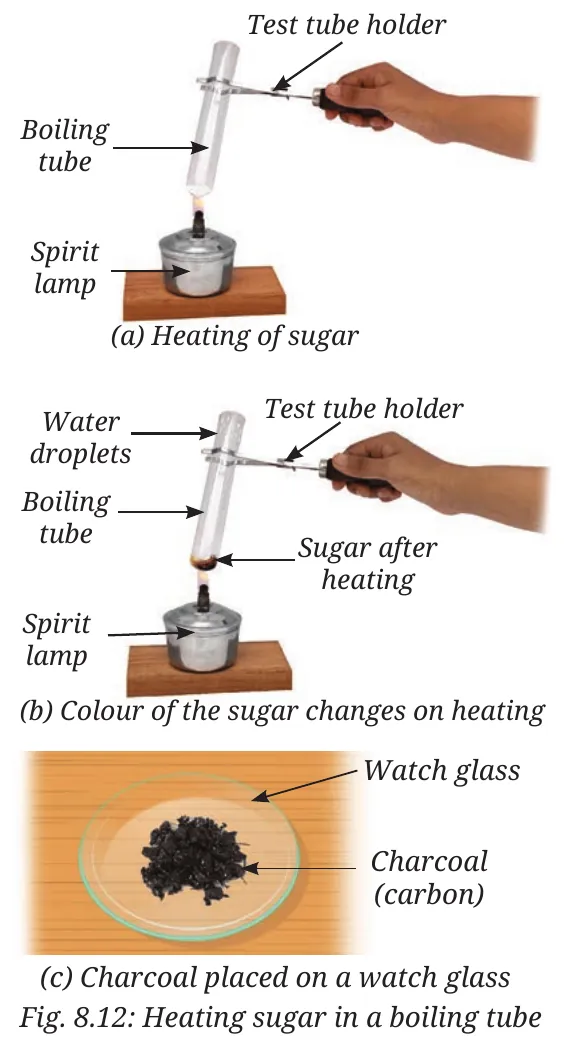 Test tube holder
Boiling
tube
Spirit
lamp
(a) Heating of sugar
Water
droplets
Test tube holder
Boiling
tube
Sugar after
heating
Spirit
lamp
(b) Colour of the sugar changes on heating
Watch glass
Charcoal
(carbon)
(c) Charcoal placed on a watch glass
Fig. 8.12: Heating sugar in a boiling tube